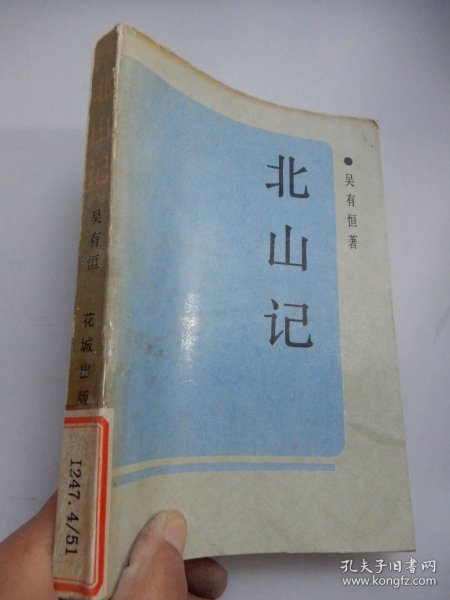 北山记
吴有恒
花城出版
I247.4/51
北山记
●吴有恒著
孔夫子旧书网
www.kongfz.com